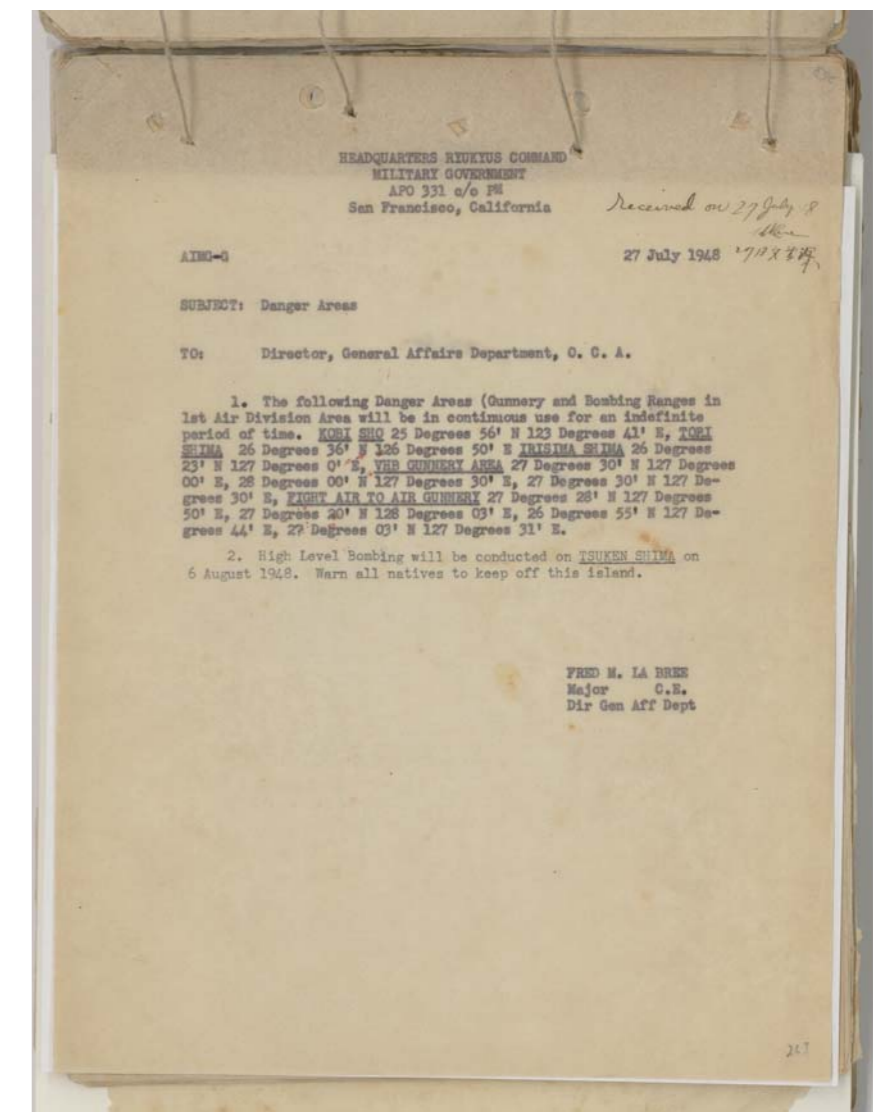 HEADQUARTERS RYUKYUS COMMAND
MILITARY GOVERNMENT
APO 331 c/o PM
San Francisco, California
Received on 27 July
AIMG-G
27 July 1948
SUBJECT: Danger Areas
TO: Director, General Affairs Department, O. C. A.
1. The following Danger Areas (Gunnery and Bombing Ranges in
1st Air Division Area will be in continuous use for an indefinite
period of time. KOBI SHO 25 Degrees 56' N 123 Degrees 41' E, TORI
SHIMA 26 Degrees 36' N 126 Degrees 50' E IRISIMA SHIMA 26 Degrees
23' N 127 Degrees 0' E, VHB GUNNERY AREA 27 Degrees 30' N 127 Degrees
00' E, 28 Degrees 00' N 127 Degrees 30' E, 27 Degrees 30' N 127 De-
grees 30' E, FIGHT AIR TO AIR GUNNERY 27 Degrees 28' N 127 Degrees
50' E, 27 Degrees 20' N 128 Degrees 03' E, 26 Degrees 55' N 127 De-
grees 44' E, 27 Degrees 03' N 127 Degrees 31' E.
2. High Level Bombing will be conducted on TSUKEN SHIMA on
6 August 1948. Warn all natives to keep off this island.
FRED M. LA BREE
Major C.E.
Dir Gen Aff Dept